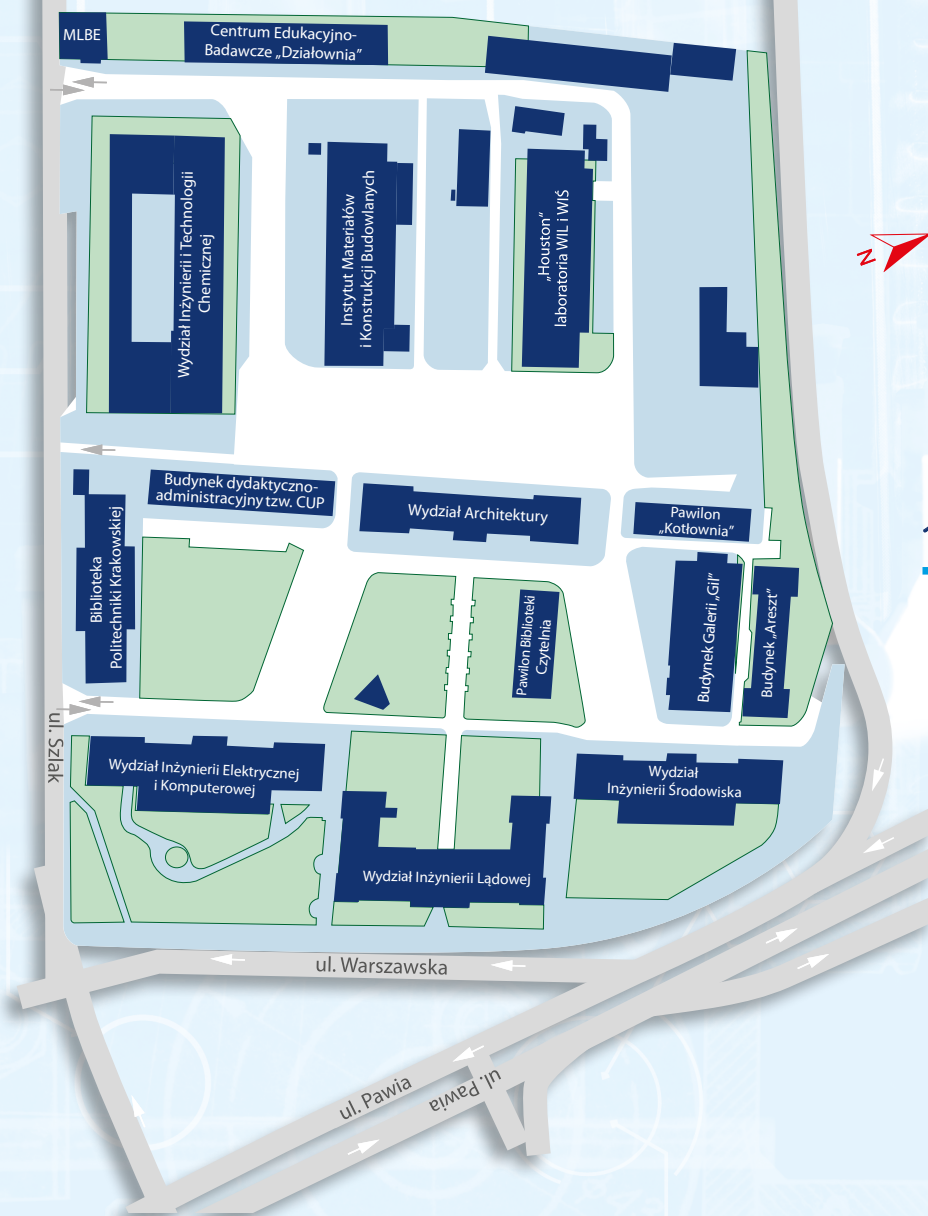 MLBE
Centrum Edukacyjno-
Badawcze „Działownia”
Wydział Inżynierii i Technologii
Chemicznej
Instytut Materiałów
i Konstrukcji Budowlanych
„Houston”
laboratoria WIL i WIŚ
N
Budynek dydaktyczno-
administracyjny tzw. CUP
Wydział Architektury
Pawilon
„Kotłownia”
Biblioteka
Politechniki Krakowskiej
Pawilon Biblioteki
Czytelnia
Budynek Galerii „Gil”
Budynek „Areszt”
ul. Szlak
Wydział Inżynierii Elektrycznej
i Komputerowej
Wydział
Inżynierii Środowiska
Wydział Inżynierii Lądowej
ul. Warszawska
ul. Pawia
ul. Pawia